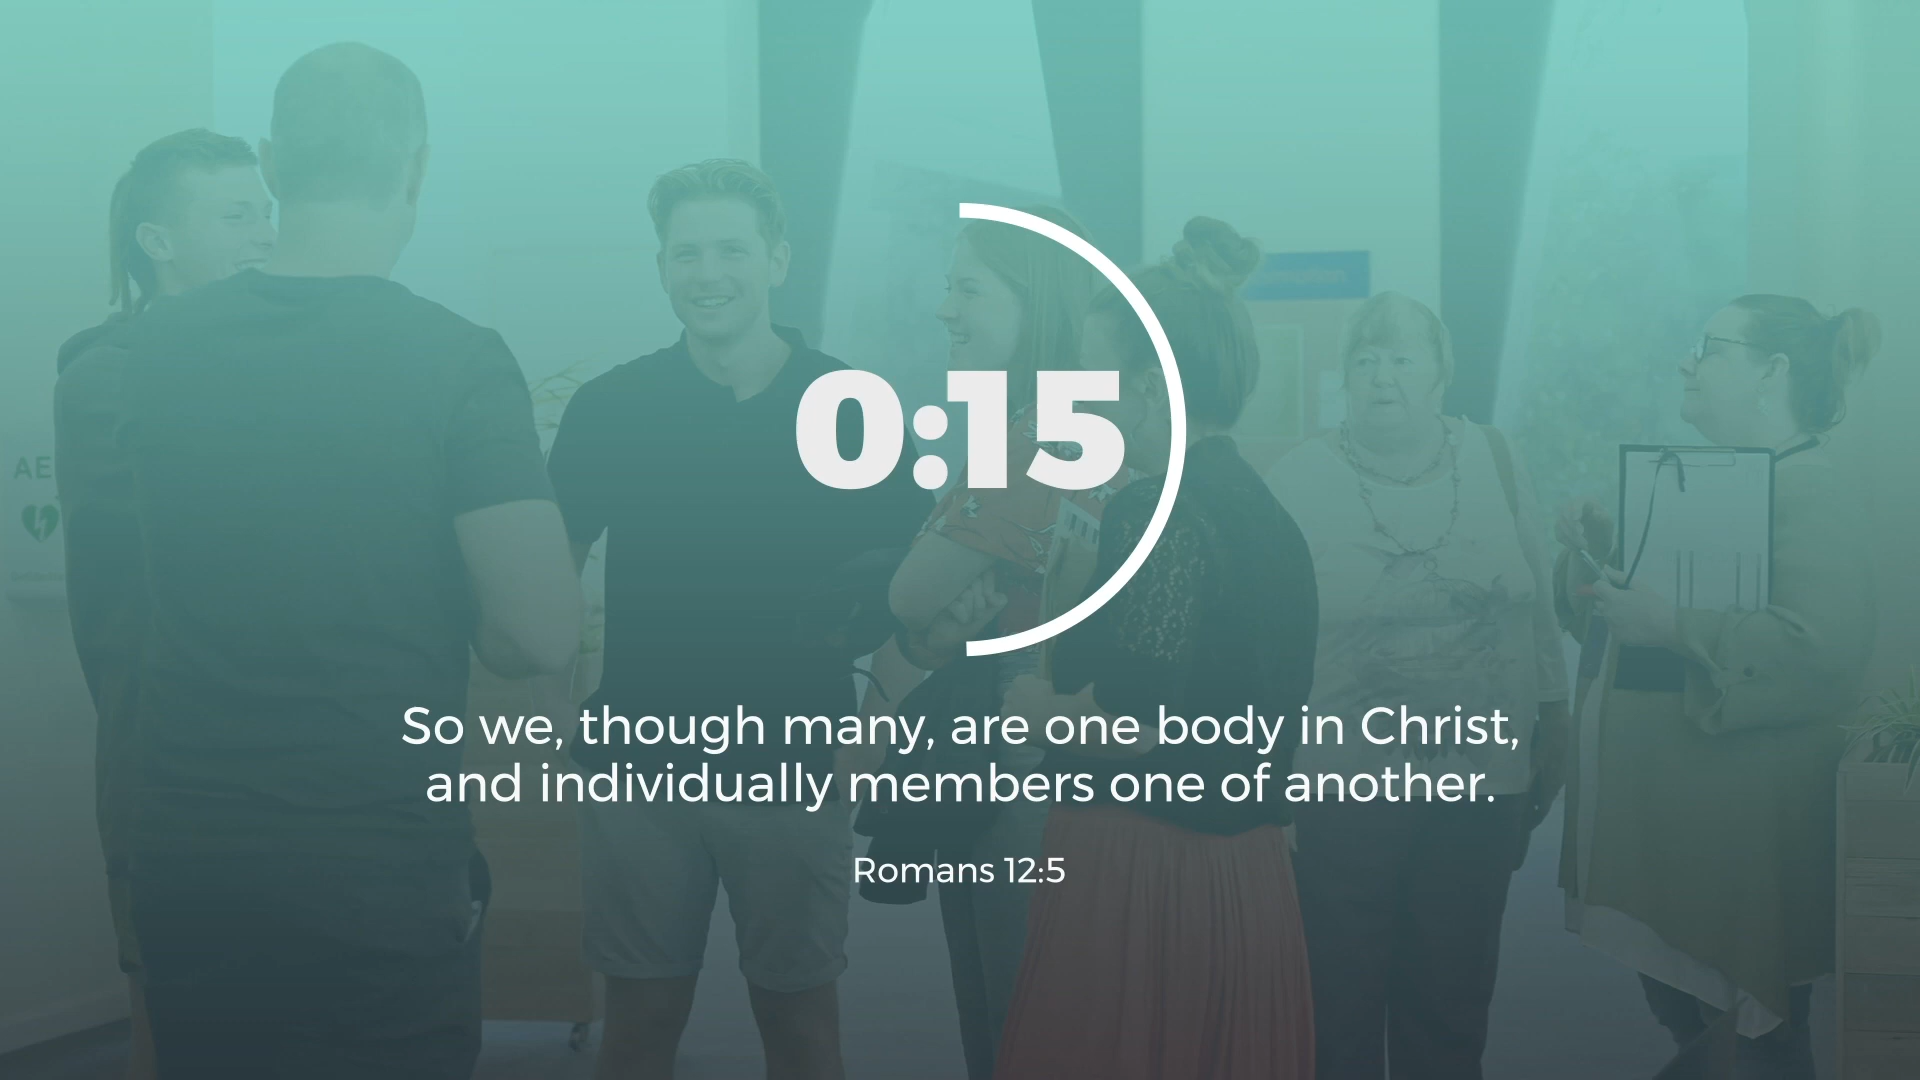 AE
0:15
So we, though many, are one body in Christ,
and individually members one of another.
Romans 12:5